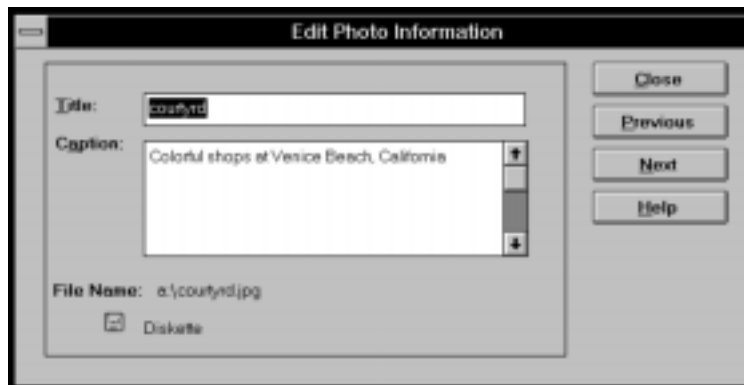 Edit Photo Information
Title: courtyrd
Caption: Colorful shops at Venice Beach, California
File Name: a:\courtyrd.jpg
Diskette
Close
Previous
Next
Help